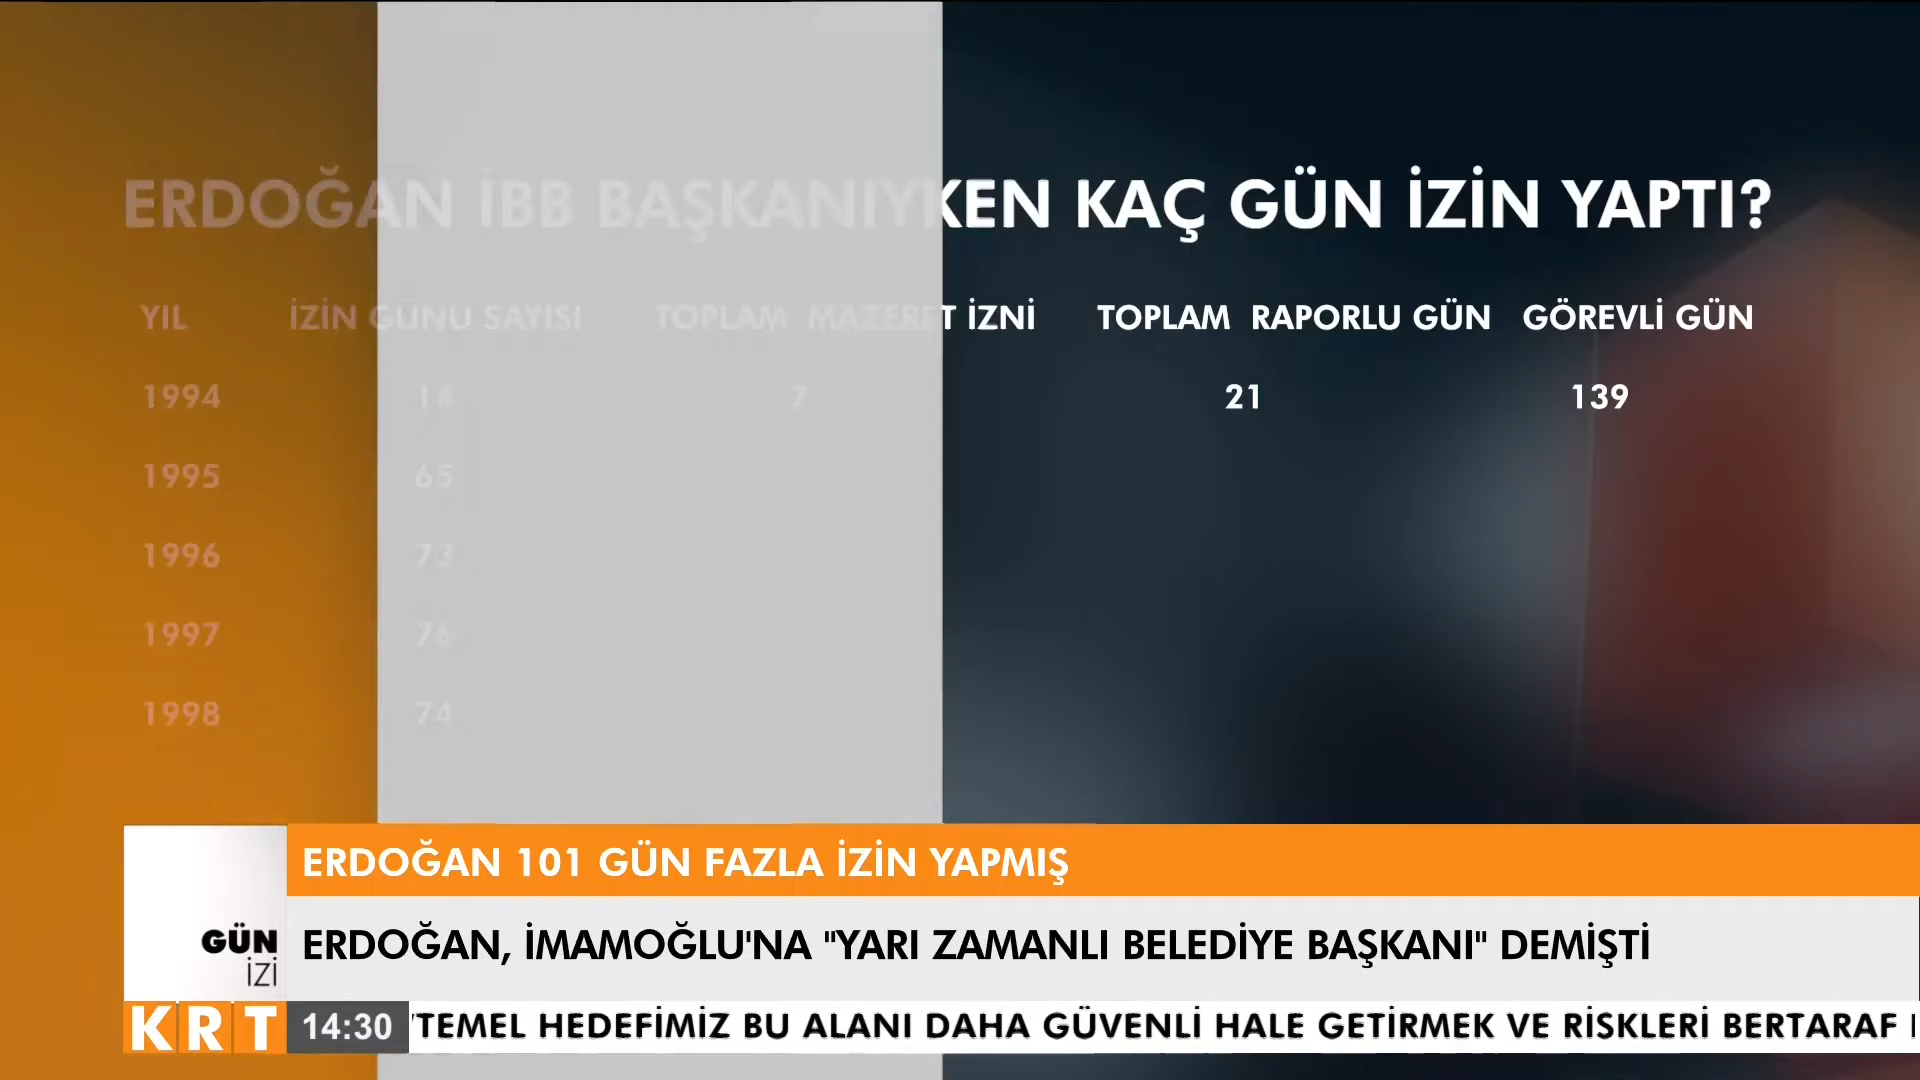 ERDOĞAN İBB BAŞKANIYKEN KAÇ GÜN İZİN YAPTI?
YIL İZİN GÜNÜ SAYISI TOPLAM MAZERET İZNİ TOPLAM RAPORLU GÜN GÖREVLİ GÜN
1994 14 7 21 139
1995 65
1996 73
1997 76
1998 74
ERDOĞAN 101 GÜN FAZLA İZİN YAPMIŞ
GÜN
İZİ
ERDOĞAN, İMAMOĞLU'NA "YARI ZAMANLI BELEDİYE BAŞKANI" DEMİŞTİ
KRT 14:30 'TEMEL HEDEFİMİZ BU ALANI DAHA GÜVENLİ HALE GETİRMEK VE RİSKLERİ BERTARAF